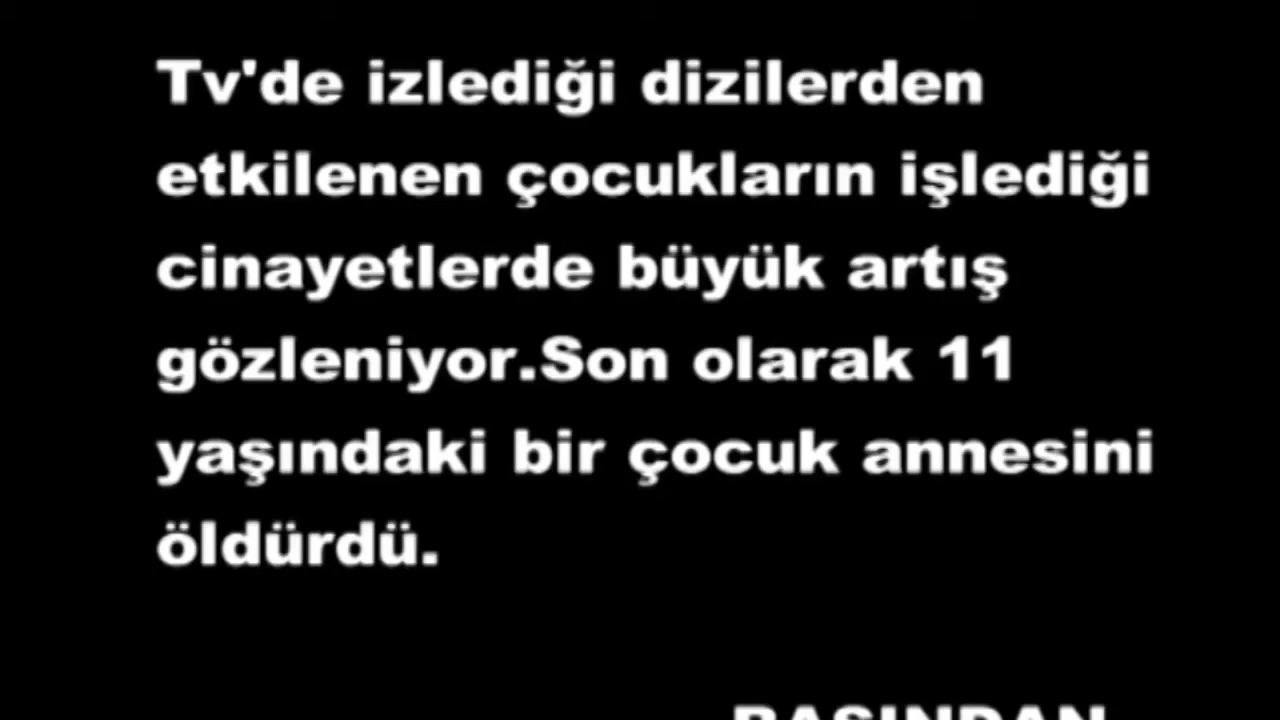 Tv'de izlediği dizilerden
etkilenen çocukların işlediği
cinayetlerde büyük artış
gözleniyor.Son olarak 11
yaşındaki bir çocuk annesini
öldürdü.
BASINDAN